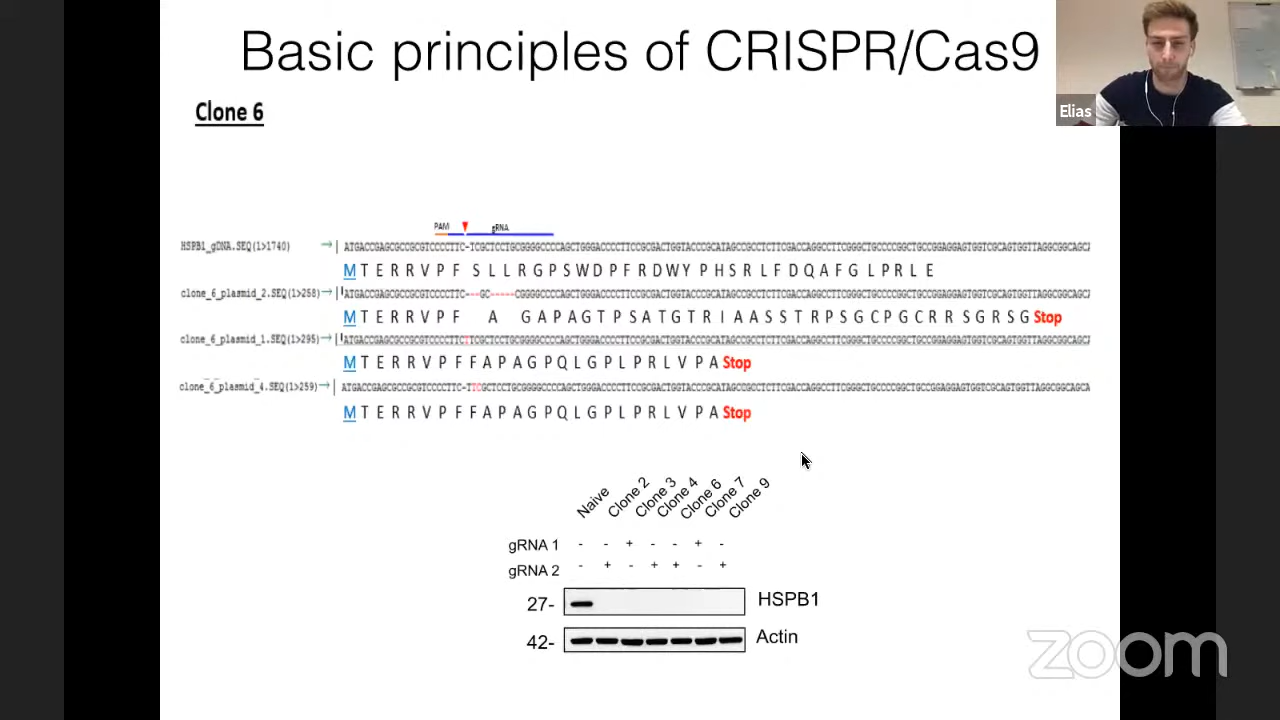 Basic principles of CRISPR/Cas9
Elias
Clone 6
PAM gRNA
HSPB1_gDNA.SEQ(1>1740) →
M T E R R V P F S L L R G P S W D P F R D W Y P H S R L F D Q A F G L P R L E
clone_6_plasmid_2.SEQ(1>258) →
M T E R R V P F A G A P A G T P S A T G T R I A A S S T R P S G C P G C R R S G R S G Stop
clone_6_plasmid_1.SEQ(1>295) →
M T E R R V P F F A P A G P Q L G P L P R L V P A Stop
clone_6_plasmid_4.SEQ(1>259) →
M T E R R V P F F A P A G P Q L G P L P R L V P A Stop
Naive Clone 2 Clone 3 Clone 4 Clone 6 Clone 7 Clone 9
gRNA 1 - - + - - + -
gRNA 2 - + - + + - +
27- HSPB1
42- Actin
zoom